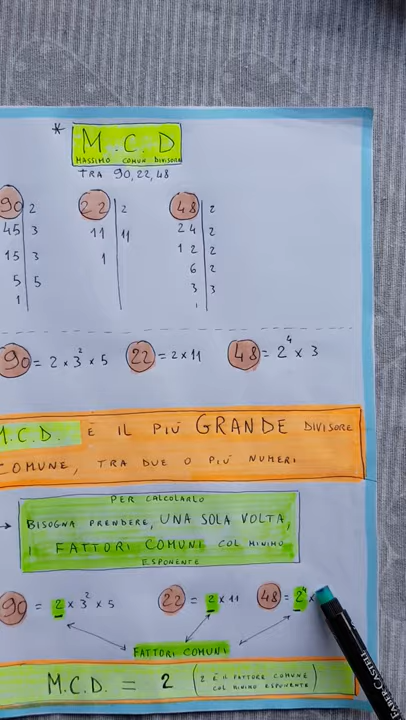 * M.C.D
MASSIMO COMUN DIVISORE
TRA 90, 22, 48
90 | 2
45 | 3
15 | 3
5 | 5
1
22 | 2
11 | 11
1
48 | 2
24 | 2
12 | 2
6 | 2
3 | 3
1
90 = 2 x 3² x 5
22 = 2 x 11
48 = 2⁴ x 3
M.C.D. È IL PIÙ GRANDE DIVISORE
COMUNE, TRA DUE O PIÙ NUMERI
PER CALCOLARLO
→ BISOGNA PRENDERE, UNA SOLA VOLTA,
I FATTORI COMUNI COL MINIMO
ESPONENTE
90 = 2 x 3² x 5
22 = 2 x 11
48 = 2⁴ x
FATTORI COMUNI
M.C.D. = 2 (2 È IL FATTORE COMUNE
COL MINIMO ESPONENTE)
FABER-CASTELL